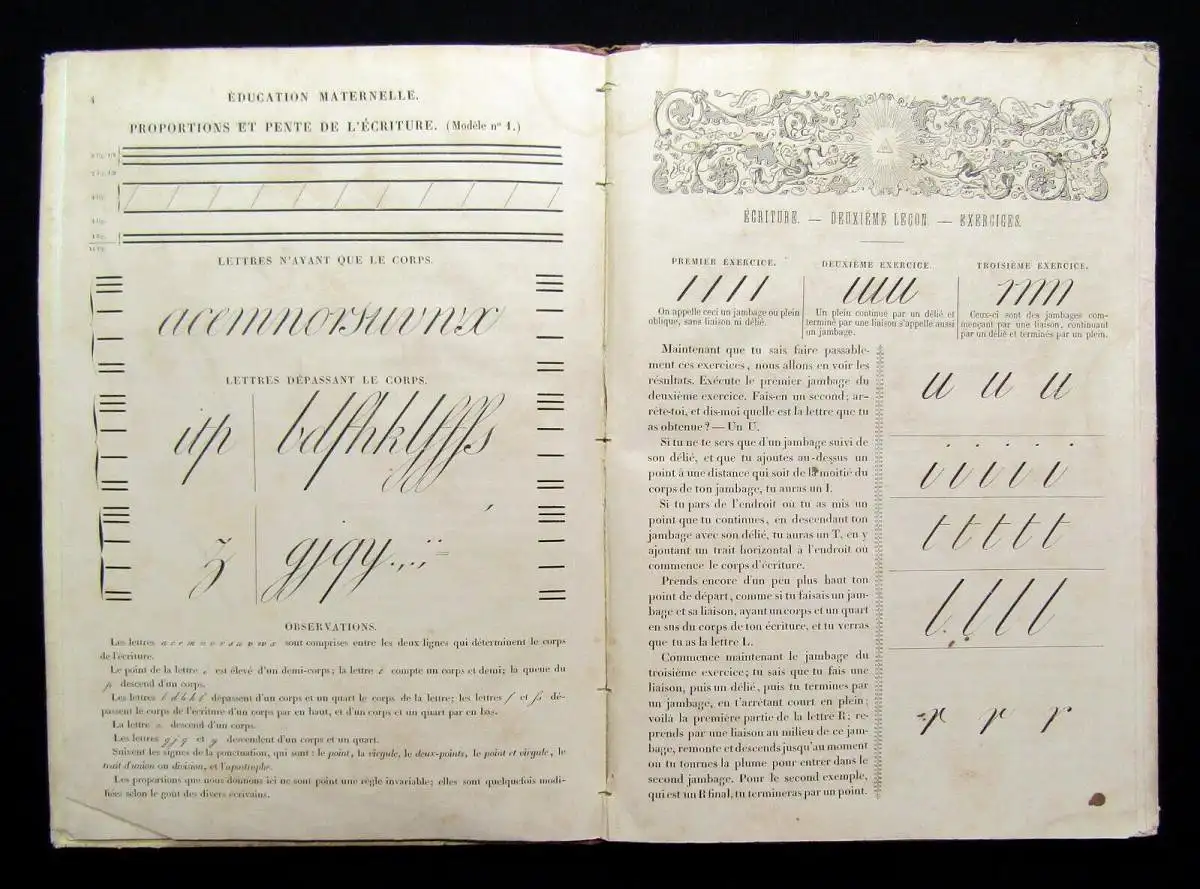 4
ÉDUCATION MATERNELLE.
PROPORTIONS ET PENTE DE L'ÉCRITURE. (Modèle nº 1.)
LETTRES N'AYANT QUE LE CORPS.
acemnorsuvnx
LETTRES DÉPASSANT LE CORPS.
itp
bdfhklfffs
z
gjqy
OBSERVATIONS.
Les lettres a c e m n o r s u v n x sont comprises entre les deux lignes qui déterminent le corps
de l'écriture.
Le point de la lettre i est élevé d'un demi-corps; la lettre t compte un corps et demi; la queue du
p descend d'un corps.
Les lettres b d h k l dépassent d'un corps et un quart le corps de la lettre; les lettres f et fs dé-
passent le corps de l'écriture d'un corps par en haut, et d'un corps et un quart par en bas.
La lettre z descend d'un corps.
Les lettres g j q et y descendent d'un corps et un quart.
Suivent les signes de la ponctuation, qui sont : le point, la virgule, le deux-points, le point et virgule, le
trait d'union ou division, et l'apostrophe.
Les proportions que nous donnons ici ne sont point une règle invariable; elles sont quelquefois modi-
fiées selon le goût des divers écrivains.
ÉCRITURE. — DEUXIÈME LEÇON. — EXERCICES.
PREMIER EXERCICE.
On appelle ceci un jambage ou plein
oblique, sans liaison ni délié.
DEUXIÈME EXERCICE.
Un plein continué par un délié et
terminé par une liaison s'appelle aussi
un jambage.
TROISIÈME EXERCICE.
Ceux-ci sont des jambages com-
mençant par une liaison, continuant
par un délié et terminés par un plein.
Maintenant que tu sais faire passable-
ment ces exercices, nous allons en voir les
résultats. Exécute le premier jambage du
deuxième exercice. Fais-en un second; ar-
rête-toi, et dis-moi quelle est la lettre que tu
as obtenue? — Un U.
Si tu ne te sers que d'un jambage suivi de
son délié, et que tu ajoutes au-dessus un
point à une distance qui soit de la moitié du
corps de ton jambage, tu auras un I.
Si tu pars de l'endroit ou tu as mis un
point que tu continues, en descendant ton
jambage avec son délié, tu auras un T, en y
ajoutant un trait horizontal à l'endroit où
commence le corps d'écriture.
Prends encore d'un peu plus haut ton
point de départ, comme si tu faisais un jam-
bage et sa liaison, ayant un corps et un quart
en sus du corps de ton écriture, et tu verras
que tu as la lettre L.
Commence maintenant le jambage du
troisième exercice; tu sais que tu fais une
liaison, puis un délié, puis tu termines par
un jambage, en t'arrêtant court en plein;
voilà la première partie de la lettre R; re-
prends par une liaison au milieu de ce jam-
bage, remonte et descends jusqu'au moment
ou tu tournes la plume pour entrer dans le
second jambage. Pour le second exemple,
qui est un R final, tu termineras par un point.
u u u
i i i i i
t t t t t
l l l l
r r r